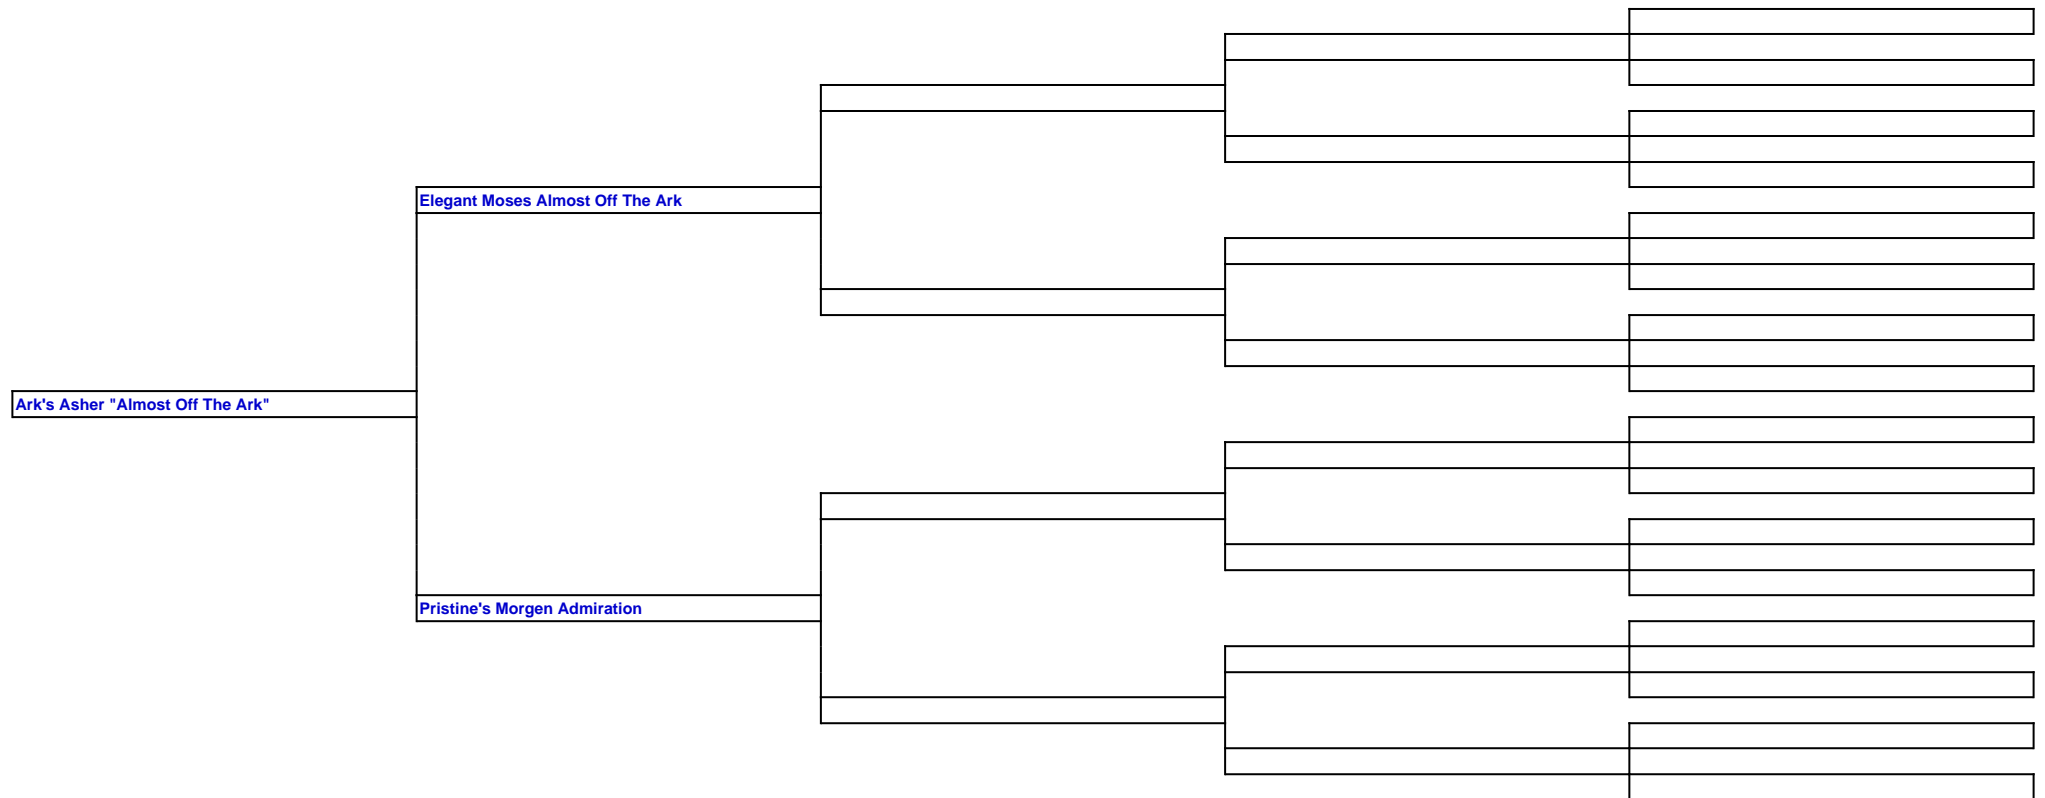 Elegant Moses Almost Off The Ark
Ark's Asher "Almost Off The Ark"
Pristine's Morgen Admiration